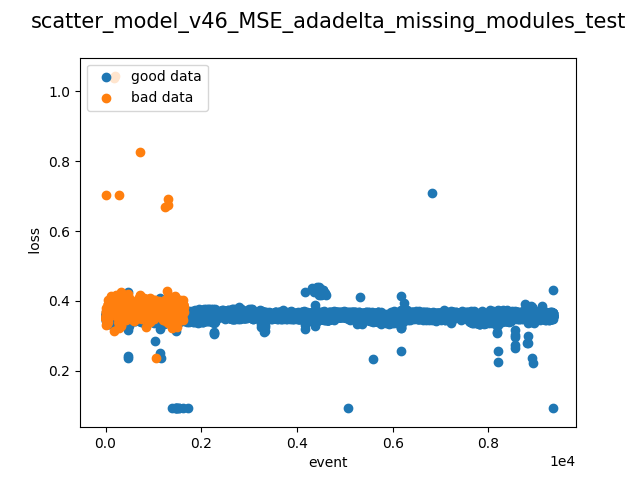 scatter_model_v46_MSE_adadelta_missing_modules_test
good data
bad data
1.0
0.8
0.6
0.4
0.2
loss
0.0
0.2
0.4
0.6
0.8
event
1e4